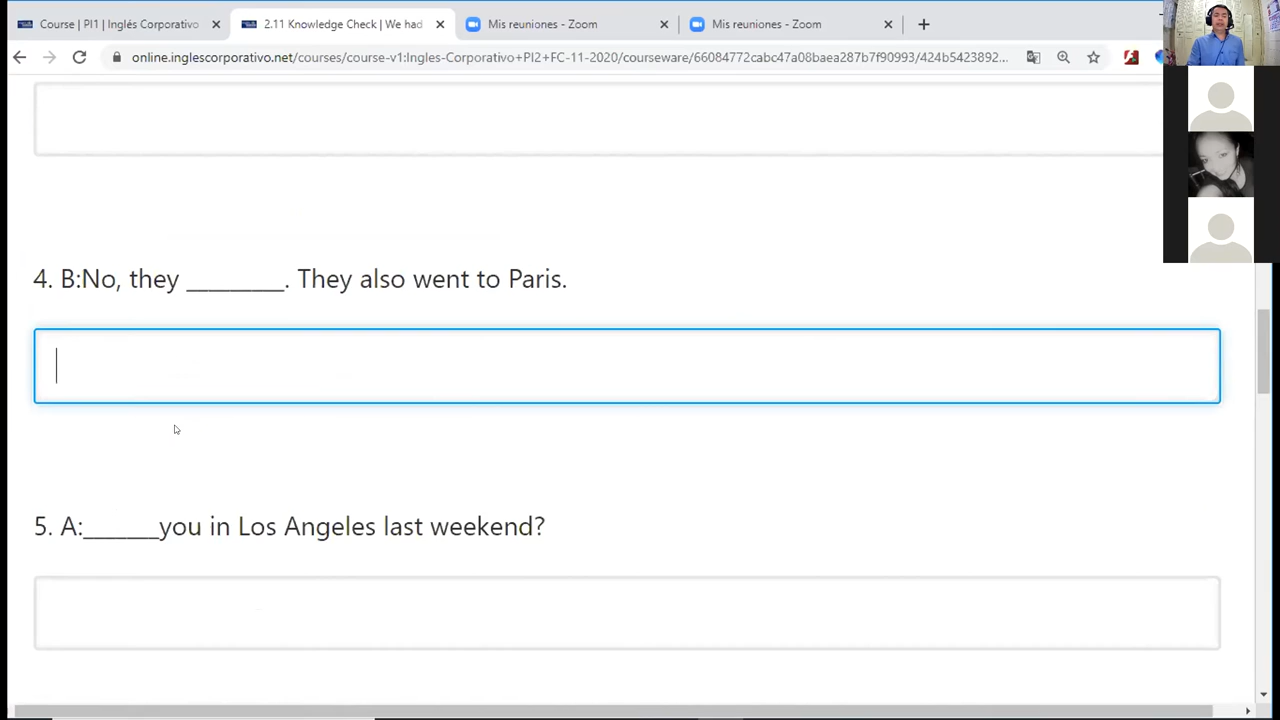 Course | PI1 | Inglés Corporativo
2.11 Knowledge Check | We had
Mis reuniones - Zoom
Mis reuniones - Zoom
online.inglescorporativo.net/courses/course-v1:Ingles-Corporativo+PI2+FC-11-2020/courseware/66084772cabc47a08baea287b7f90993/424b5423892...
4. B:No, they _________. They also went to Paris.
5. A:_______you in Los Angeles last weekend?